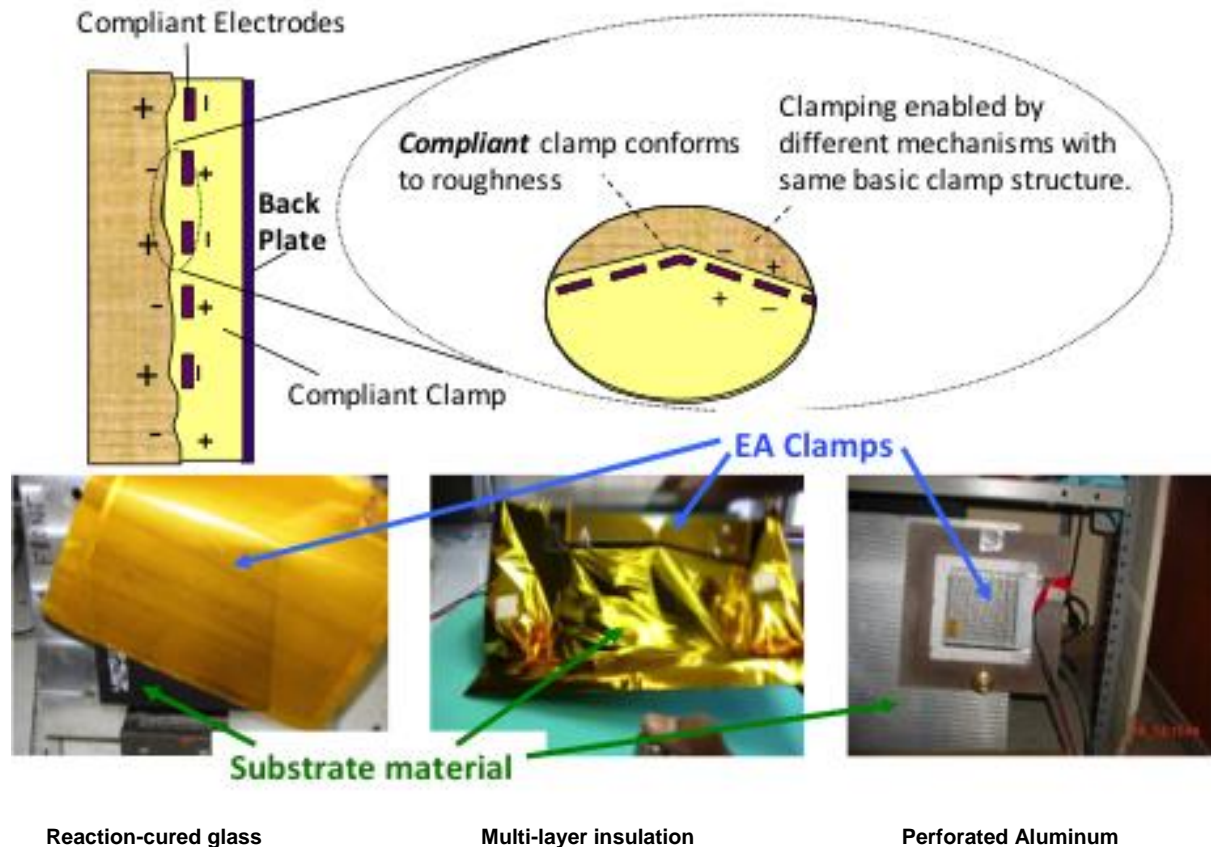 Compliant Electrodes
Compliant clamp conforms
to roughness
Clamping enabled by
different mechanisms with
same basic clamp structure.
Back
Plate
Compliant Clamp
+
-
+
-
+
-
-
+
-
+
-
+
-
+
+
-
EA Clamps
Substrate material
Reaction-cured glass
Multi-layer insulation
Perforated Aluminum